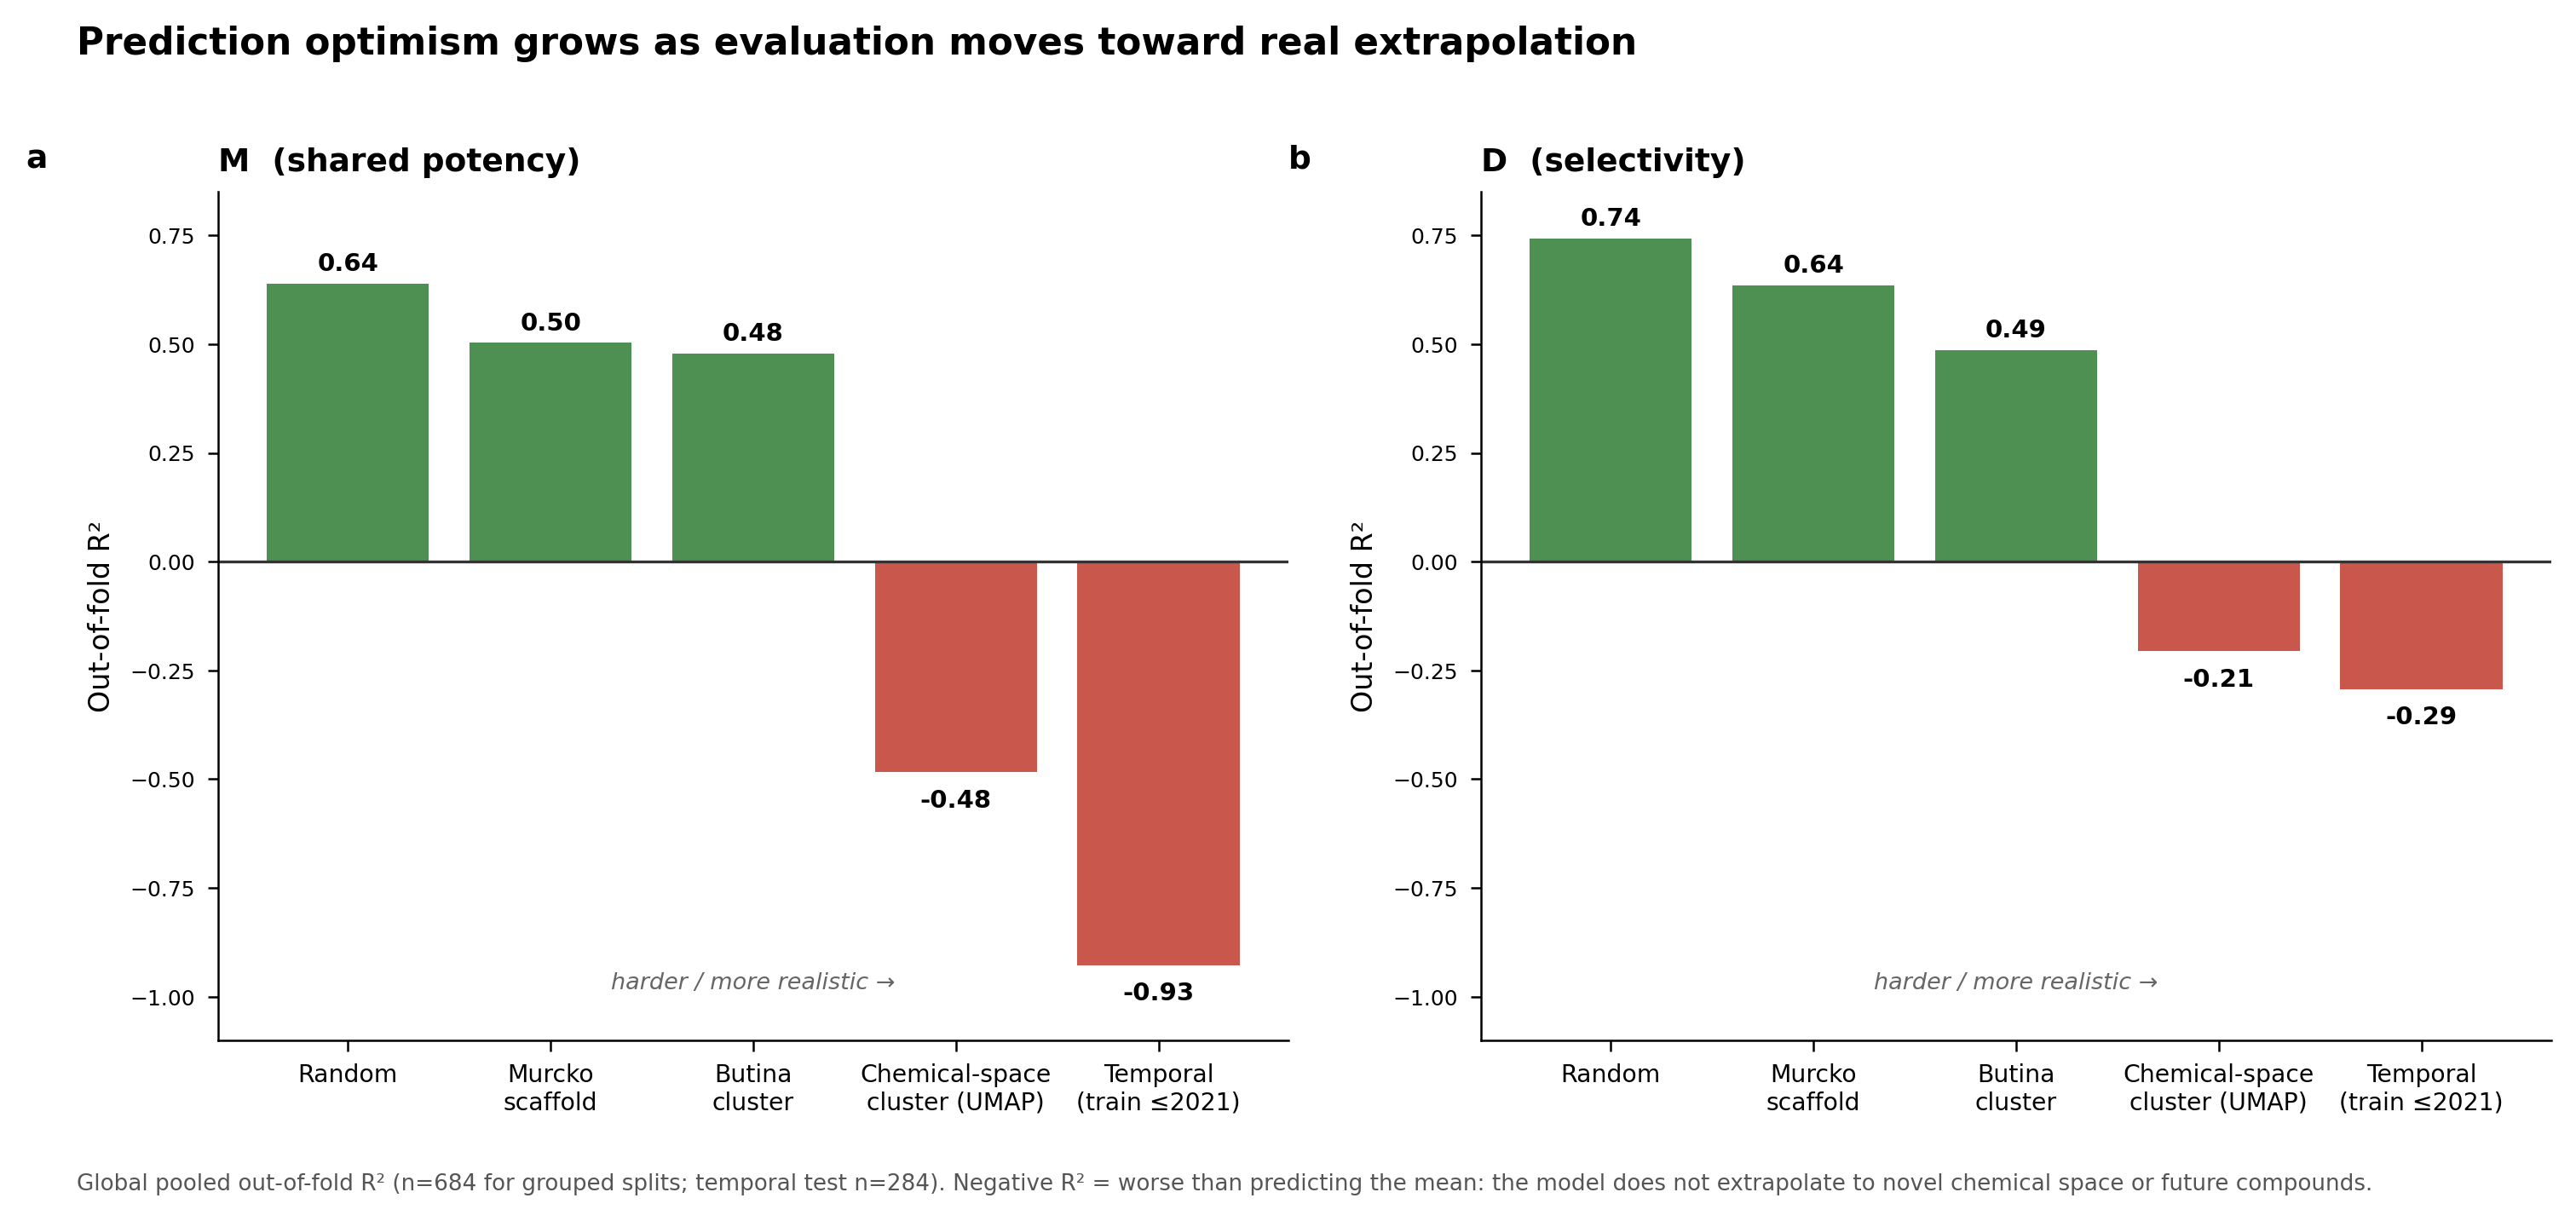 Prediction optimism grows as evaluation moves toward real extrapolation
a
M (shared potency)
Out-of-fold R²
0.75
0.50
0.25
0.00
−0.25
−0.50
−0.75
−1.00
0.64
0.50
0.48
-0.48
-0.93
harder / more realistic →
Random
Murcko
scaffold
Butina
cluster
Chemical-space
cluster (UMAP)
Temporal
(train ≤2021)
b
D (selectivity)
Out-of-fold R²
0.75
0.50
0.25
0.00
−0.25
−0.50
−0.75
−1.00
0.74
0.64
0.49
-0.21
-0.29
harder / more realistic →
Random
Murcko
scaffold
Butina
cluster
Chemical-space
cluster (UMAP)
Temporal
(train ≤2021)
Global pooled out-of-fold R² (n=684 for grouped splits; temporal test n=284). Negative R² = worse than predicting the mean: the model does not extrapolate to novel chemical space or future compounds.